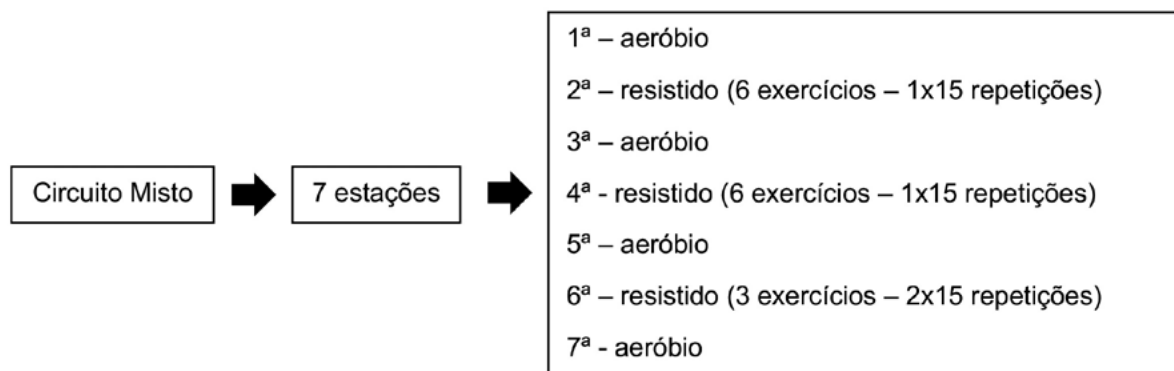 Circuito Misto
7 estações
1ª – aeróbio
2ª – resistido (6 exercícios – 1x15 repetições)
3ª – aeróbio
4ª - resistido (6 exercícios – 1x15 repetições)
5ª – aeróbio
6ª – resistido (3 exercícios – 2x15 repetições)
7ª - aeróbio